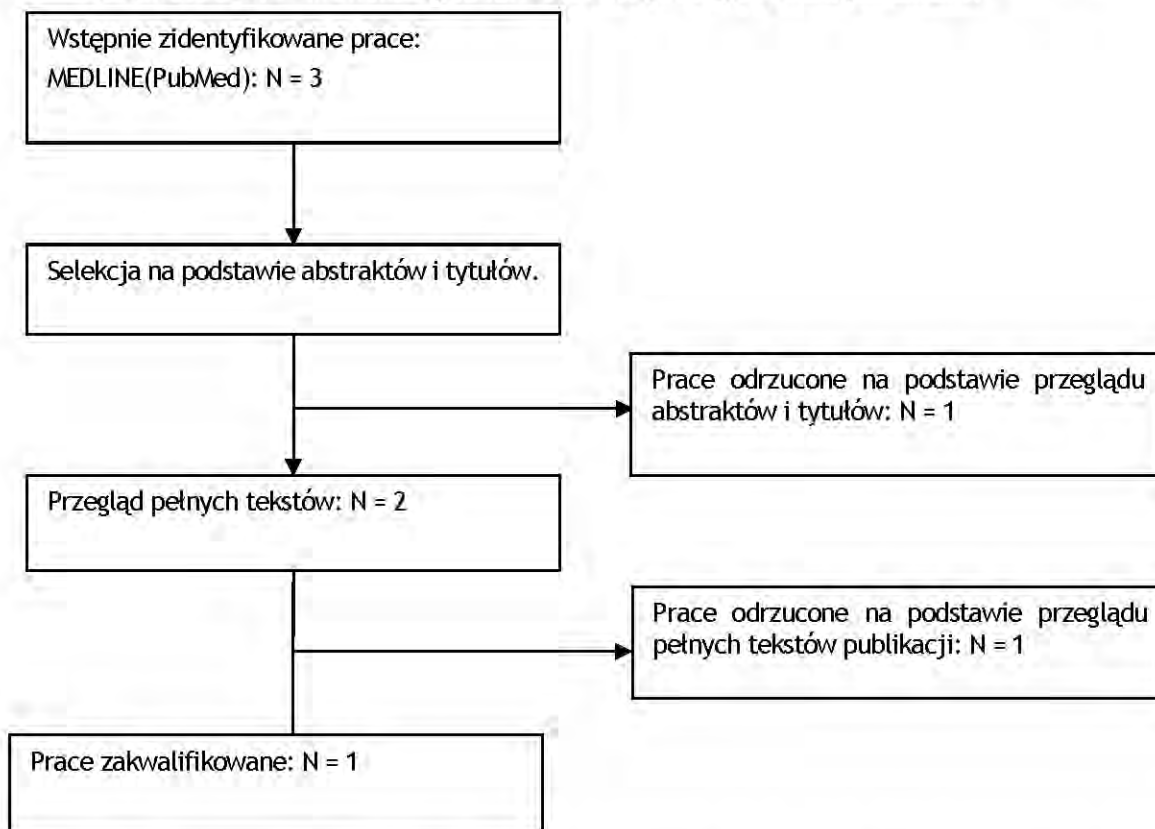 Wstępnie zidentyfikowane prace:
MEDLINE(PubMed): N = 3
Selekcja na podstawie abstraktów i tytułów.
Prace odrzucone na podstawie przeglądu
abstraktów i tytułów: N = 1
Przegląd pełnych tekstów: N = 2
Prace odrzucone na podstawie przeglądu
pełnych tekstów publikacji: N = 1
Prace zakwalifikowane: N = 1